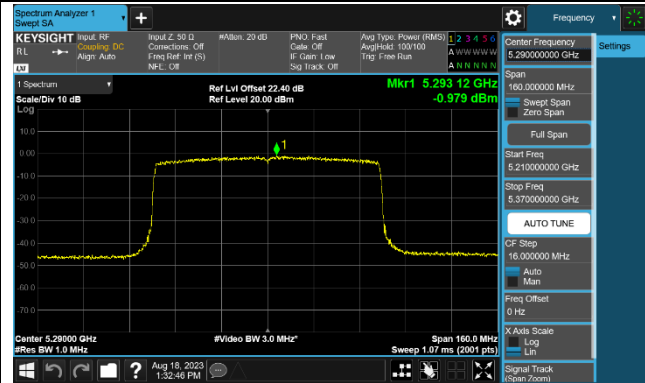 Spectrum Analyzer 1
Swept SA
Frequency
KEYSIGHT
RL
LXI
Input: RF
Coupling: DC
Align: Auto
Input Z: 50 Ω
Corrections: Off
Freq Ref: Int (S)
NFE: Off
#Atten: 20 dB
PNO: Fast
Gate: Off
IF Gain: Low
Sig Track: Off
Avg Type: Power (RMS)
Avg|Hold: 100/100
Trig: Free Run
1 2 3 4 5 6
A W W W W W
A N N N N N
1 Spectrum
Scale/Div 10 dB
Log
Ref Lvl Offset 22.40 dB
Ref Level 20.00 dBm
Mkr1 5.293 12 GHz
-0.979 dBm
1
10.0
0.00
-10.0
-20.0
-30.0
-40.0
-50.0
-60.0
-70.0
Center 5.29000 GHz
#Res BW 1.0 MHz
#Video BW 3.0 MHz*
Span 160.0 MHz
Sweep 1.07 ms (2001 pts)
Aug 18, 2023
1:32:46 PM
?
Center Frequency
5.290000000 GHz
Span
160.000000 MHz
Swept Span
Zero Span
Full Span
Start Freq
5.210000000 GHz
Stop Freq
5.370000000 GHz
AUTO TUNE
CF Step
16.000000 MHz
Auto
Man
Freq Offset
0 Hz
X Axis Scale
Log
Lin
Signal Track
(Span Zoom)
Settings